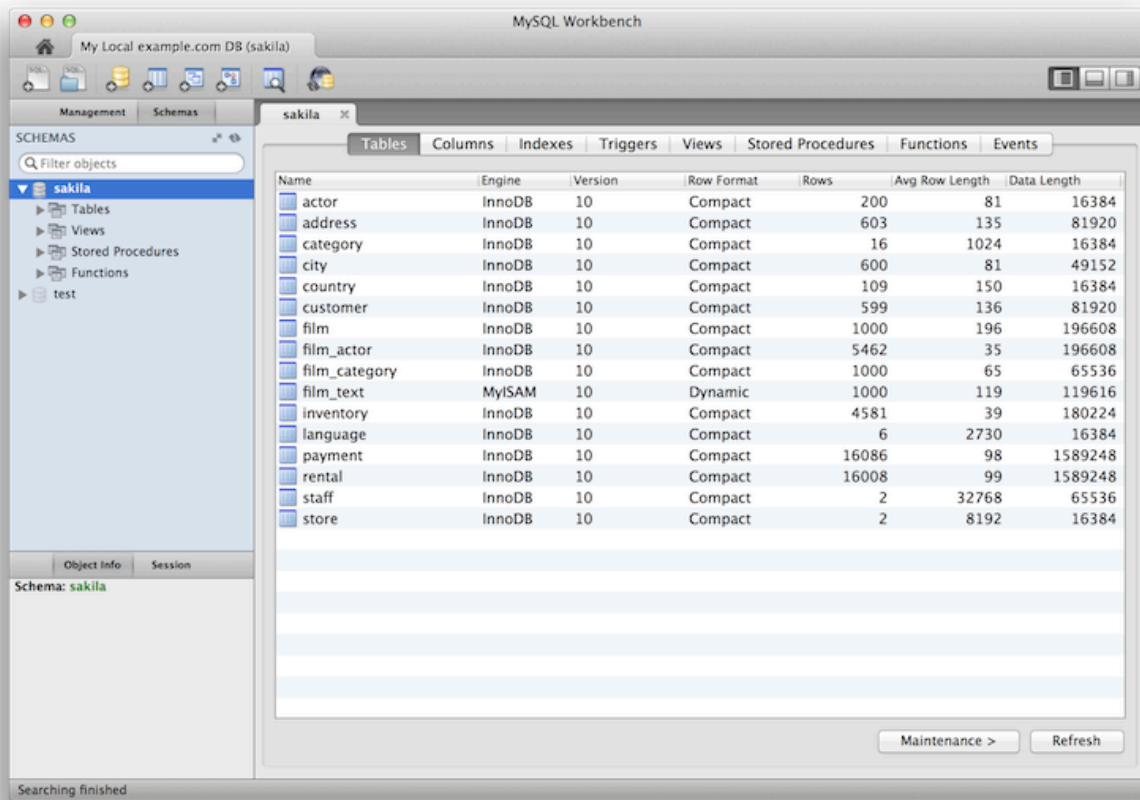 MySQL Workbench
My Local example.com DB (sakila)
Management Schemas
SCHEMAS
Filter objects
sakila
Tables
Views
Stored Procedures
Functions
test
Object Info Session
Schema: sakila
sakila
Tables Columns Indexes Triggers Views Stored Procedures Functions Events
Name Engine Version Row Format Rows Avg Row Length Data Length
actor InnoDB 10 Compact 200 81 16384
address InnoDB 10 Compact 603 135 81920
category InnoDB 10 Compact 16 1024 16384
city InnoDB 10 Compact 600 81 49152
country InnoDB 10 Compact 109 150 16384
customer InnoDB 10 Compact 599 136 81920
film InnoDB 10 Compact 1000 196 196608
film_actor InnoDB 10 Compact 5462 35 196608
film_category InnoDB 10 Compact 1000 65 65536
film_text MyISAM 10 Dynamic 1000 119 119616
inventory InnoDB 10 Compact 4581 39 180224
language InnoDB 10 Compact 6 2730 16384
payment InnoDB 10 Compact 16086 98 1589248
rental InnoDB 10 Compact 16008 99 1589248
staff InnoDB 10 Compact 2 32768 65536
store InnoDB 10 Compact 2 8192 16384
Maintenance > Refresh
Searching finished